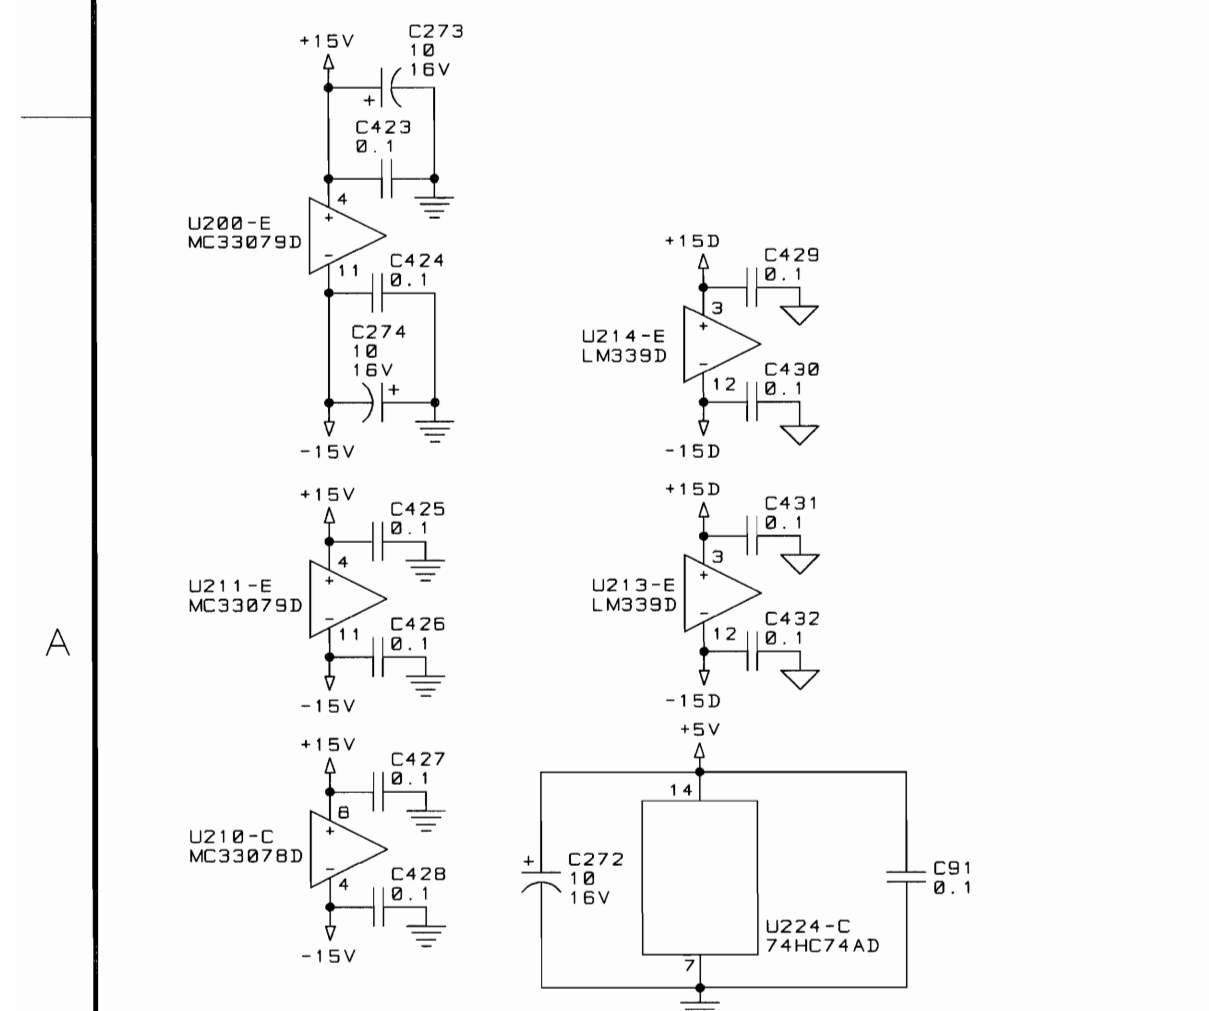 +15V
C273
10
16V
+
C423
0.1
4
+
U200-E
MC33079D
-
11
C424
0.1
C274
10
16V
+
-15V
+15V
C425
0.1
4
+
U211-E
MC33079D
-
11
C426
0.1
-15V
+15V
C427
0.1
8
+
U210-C
MC33078D
-
4
C428
0.1
-15V
A
+15D
C429
0.1
3
+
U214-E
LM339D
-
12
C430
0.1
-15D
+15D
C431
0.1
3
+
U213-E
LM339D
-
12
C432
0.1
-15D
+5V
14
+
C272
10
16V
C91
0.1
U224-C
74HC74AD
7